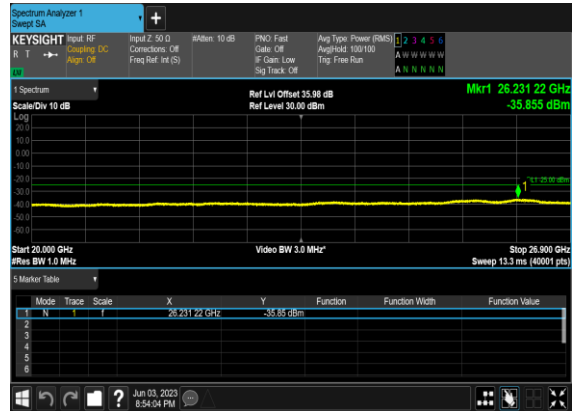 Spectrum Analyzer 1
Swept SA
+
KEYSIGHT Input: RF Input Z: 50 Ω #Atten: 10 dB PNO: Fast Avg Type: Power (RMS) 1 2 3 4 5 6
R T Coupling: DC Corrections: Off Gate: Off Avg|Hold: 100/100 A W W W W W
Align: Off Freq Ref: Int (S) IF Gain: Low Trig: Free Run
Sig Track: Off A N N N N N
1 Spectrum Ref Lvl Offset 35.98 dB Mkr1 26.231 22 GHz
Scale/Div 10 dB Ref Level 30.00 dBm -35.855 dBm
Log
20.0
10.0
0.00
-10.0
-20.0
1 DL1 -25.00 dBm
-30.0
-40.0
-50.0
-60.0
Start 20.000 GHz Video BW 3.0 MHz* Stop 26.900 GHz
#Res BW 1.0 MHz Sweep 13.3 ms (40001 pts)
5 Marker Table
Mode Trace Scale X Y Function Function Width Function Value
1 N 1 f 26.231 22 GHz -35.85 dBm
2
3
4
5
6
? Jun 03, 2023
8:54:04 PM